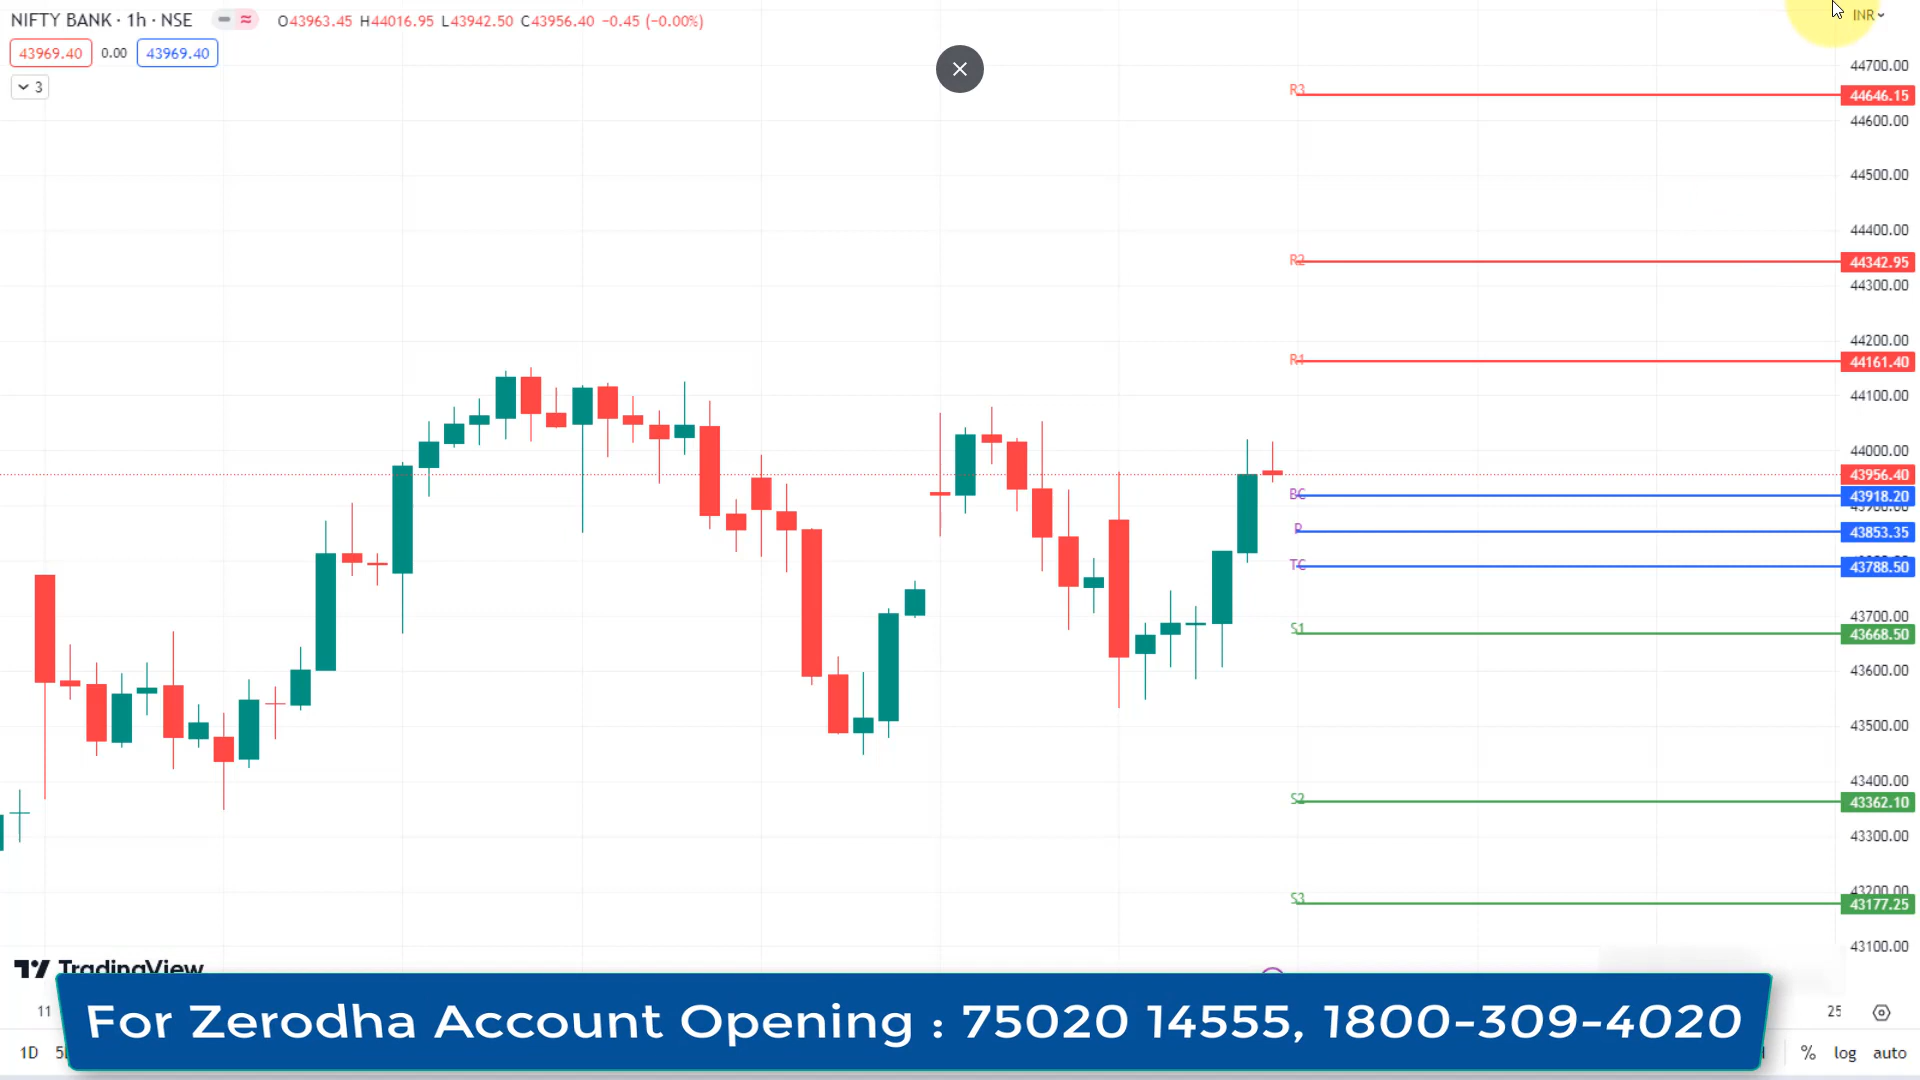 NIFTY BANK · 1h · NSE O43963.45 H44016.95 L43942.50 C43956.40 −0.45 (−0.00%)
INR
43969.40 0.00 43969.40
3
44700.00
R3
44646.15
44600.00
44500.00
44400.00
R2
44342.95
44300.00
44200.00
R1
44161.40
44100.00
44000.00
43956.40
BC
43918.20
43900.00
P
43853.35
TC
43788.50
43700.00
S1
43668.50
43600.00
43500.00
43400.00
S2
43362.10
43300.00
43200.00
S3
43177.25
43100.00
TradingView
11
25
For Zerodha Account Opening : 75020 14555, 1800-309-4020
1D
% log auto